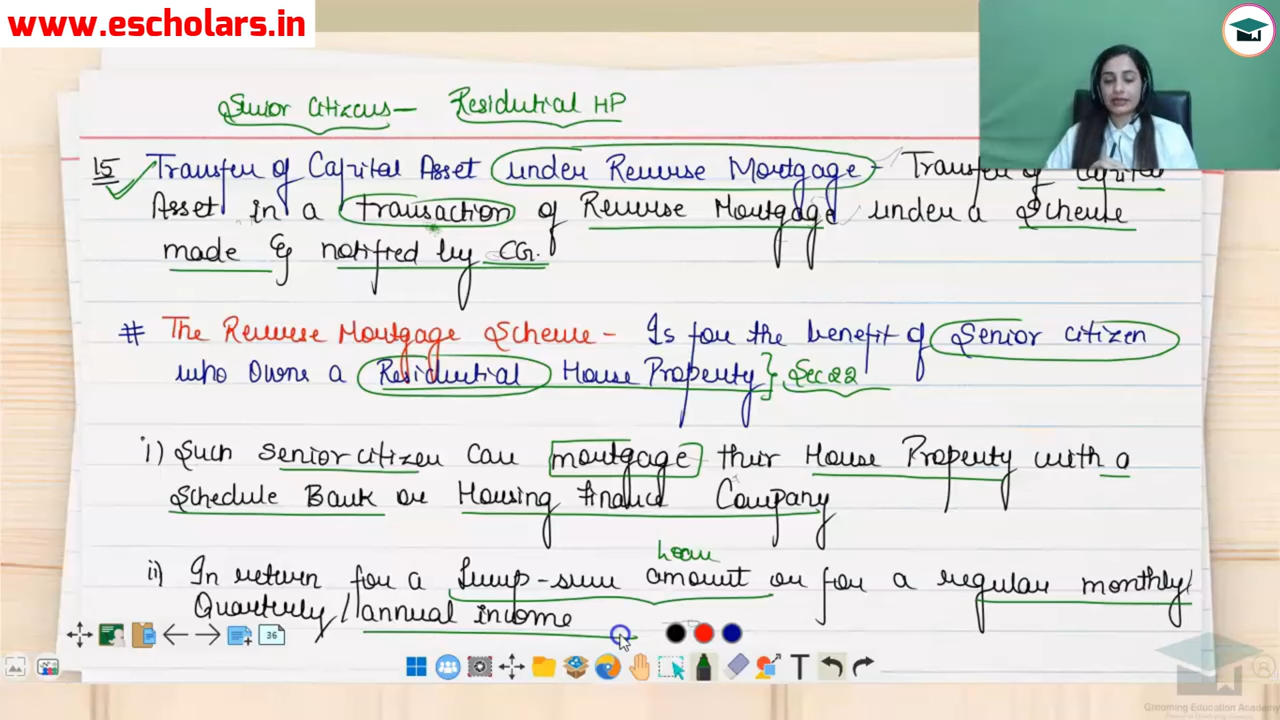 www.escholars.in
Senior Citizens - Residential HP
15 Transfer of Capital Asset under Reverse Mortgage - Transfer of Capital
Asset in a transaction of Reverse Mortgage under a Scheme
made & notified by CG.
# The Reverse Mortgage Scheme - Is for the benefit of Senior citizen
who owns a Residential House Property } Sec 22
i) Such senior citizen can mortgage their House Property with a
Schedule Bank or Housing finance Company
Loan
ii) In return for a Lump-sum amount or for a regular monthly/
Quarterly / annual income
36
T
Grooming Education Academy